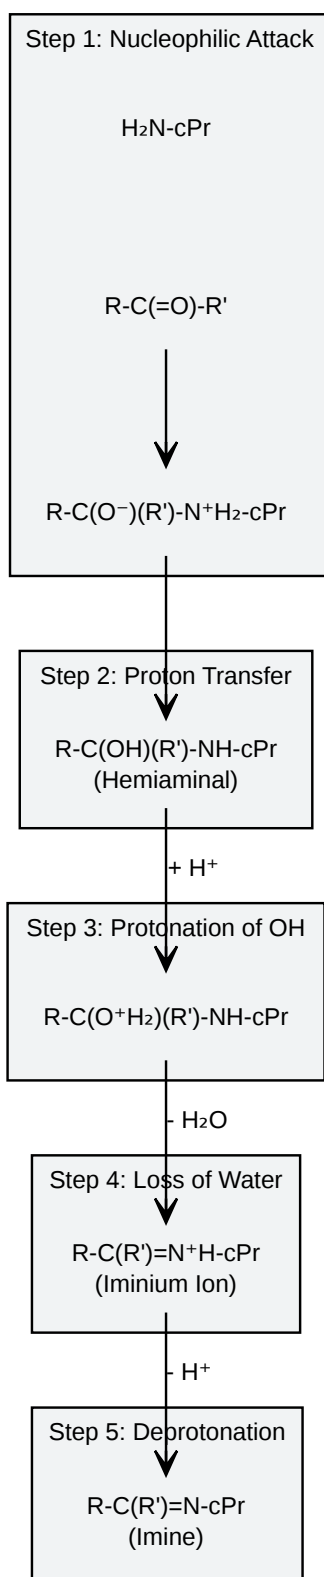 Step 1: Nucleophilic Attack
H₂N-cPr
R-C(=O)-R'
R-C(O⁻)(R')-N⁺H₂-cPr
Step 2: Proton Transfer
R-C(OH)(R')-NH-cPr
(Hemiaminal)
+ H⁺
Step 3: Protonation of OH
R-C(O⁺H₂)(R')-NH-cPr
- H₂O
Step 4: Loss of Water
R-C(R')=N⁺H-cPr
(Iminium Ion)
- H⁺
Step 5: Deprotonation
R-C(R')=N-cPr
(Imine)